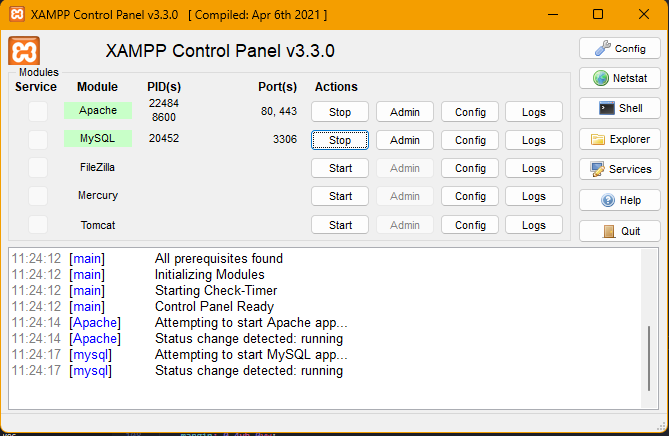 XAMPP Control Panel v3.3.0 [ Compiled: Apr 6th 2021 ]
XAMPP Control Panel v3.3.0
Config
Modules
Service Module PID(s) Port(s) Actions
Netstat
Apache 22484 8600 80, 443 Stop Admin Config Logs
Shell
MySQL 20452 3306 Stop Admin Config Logs
Explorer
FileZilla Start Admin Config Logs
Services
Mercury Start Admin Config Logs
Help
Tomcat Start Admin Config Logs
Quit
11:24:12 [main] All prerequisites found
11:24:12 [main] Initializing Modules
11:24:12 [main] Starting Check-Timer
11:24:12 [main] Control Panel Ready
11:24:14 [Apache] Attempting to start Apache app...
11:24:14 [Apache] Status change detected: running
11:24:17 [mysql] Attempting to start MySQL app...
11:24:17 [mysql] Status change detected: running